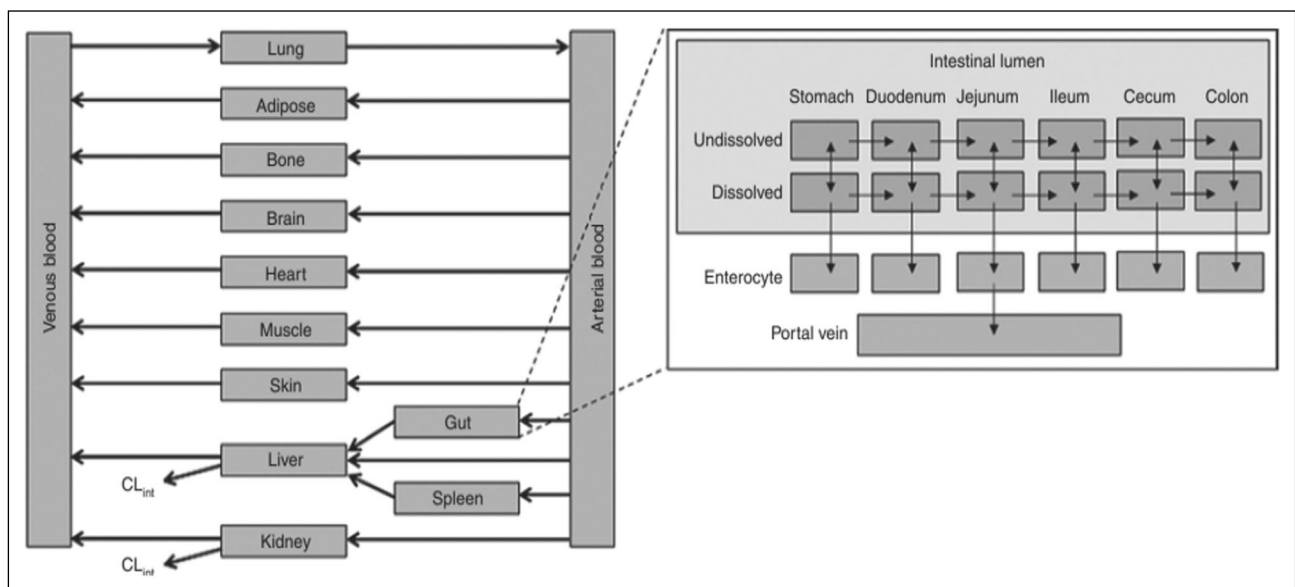 Venous blood
Lung
Adipose
Bone
Brain
Heart
Muscle
Skin
Gut
Liver
CLint
Spleen
Kidney
CLint
Arterial blood
Intestinal lumen
Stomach Duodenum Jejunum Ileum Cecum Colon
Undissolved
Dissolved
Enterocyte
Portal vein